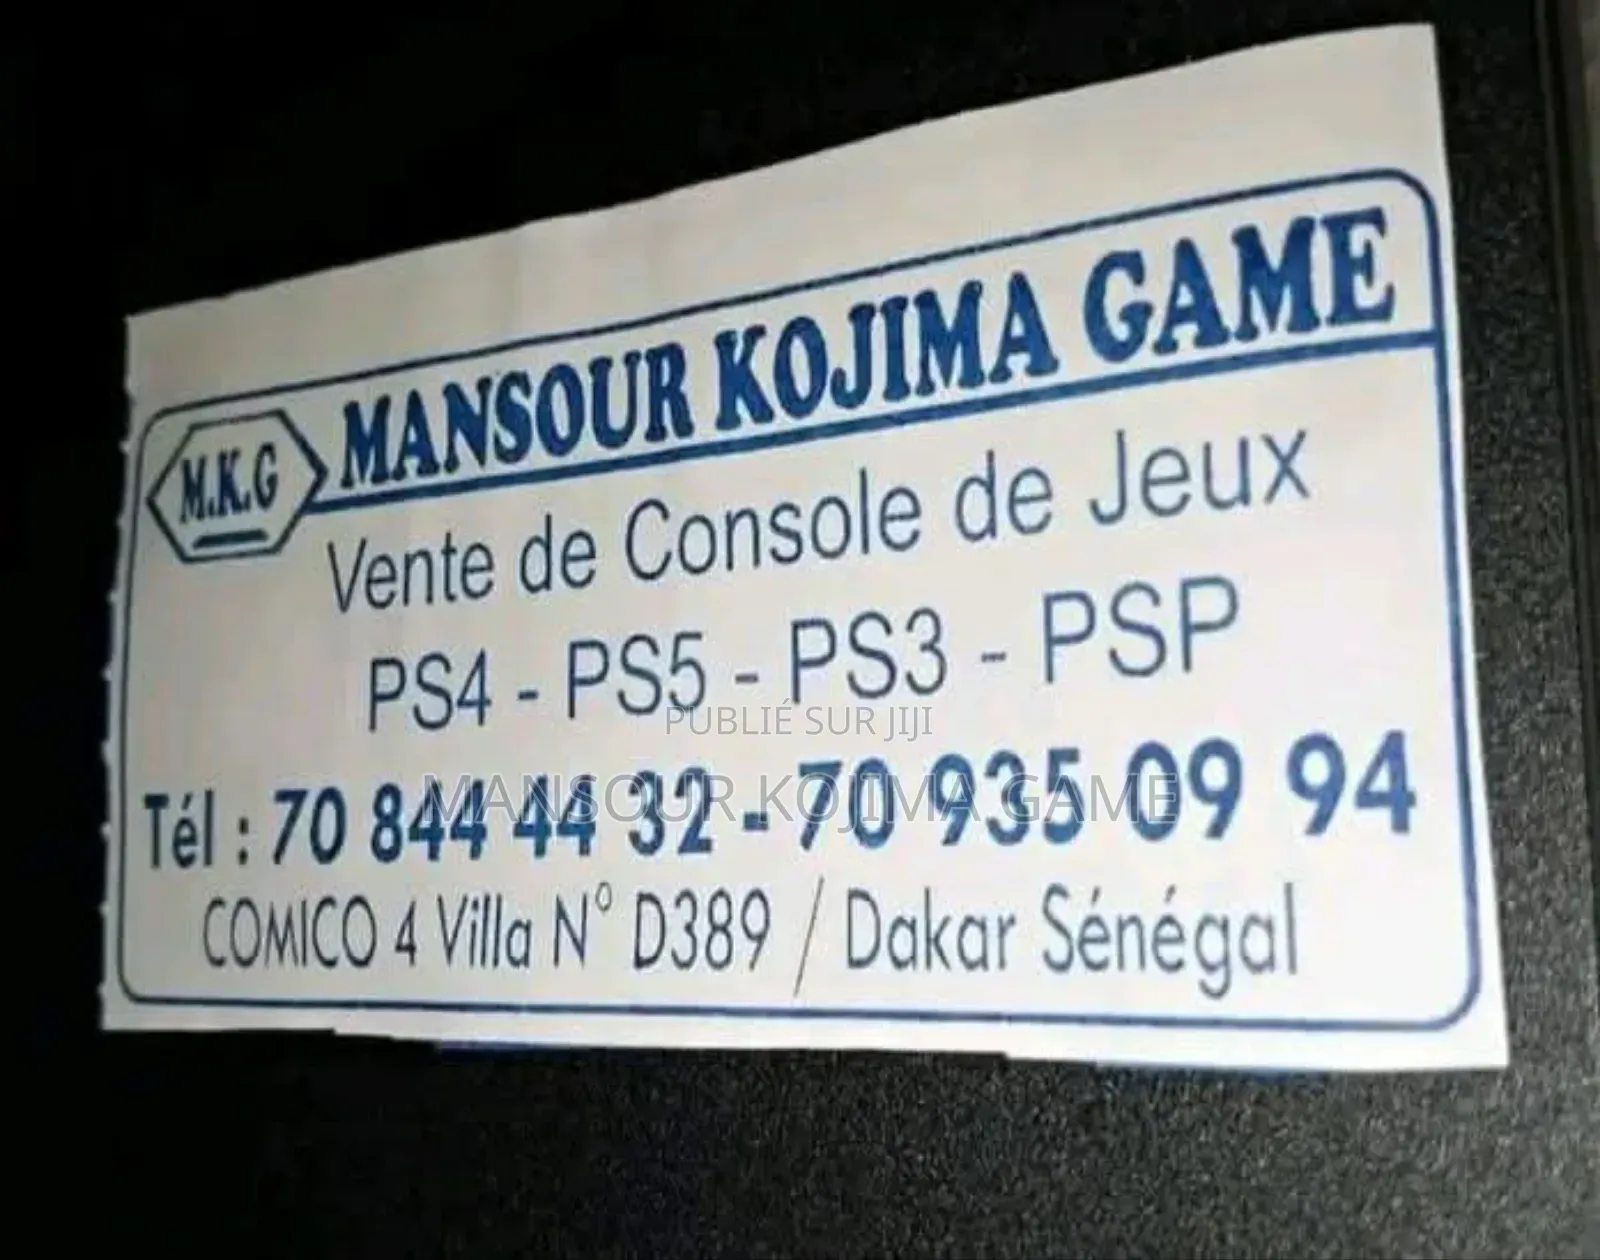 M.K.G
MANSOUR KOJIMA GAME
Vente de Console de Jeux
PS4 - PS5 - PS3 - PSP
PUBLIÉ SUR JIJI
MANSOUR KOJIMA GAME
Tél : 70 844 44 32 - 70 935 09 94
COMICO 4 Villa N° D389 / Dakar Sénégal